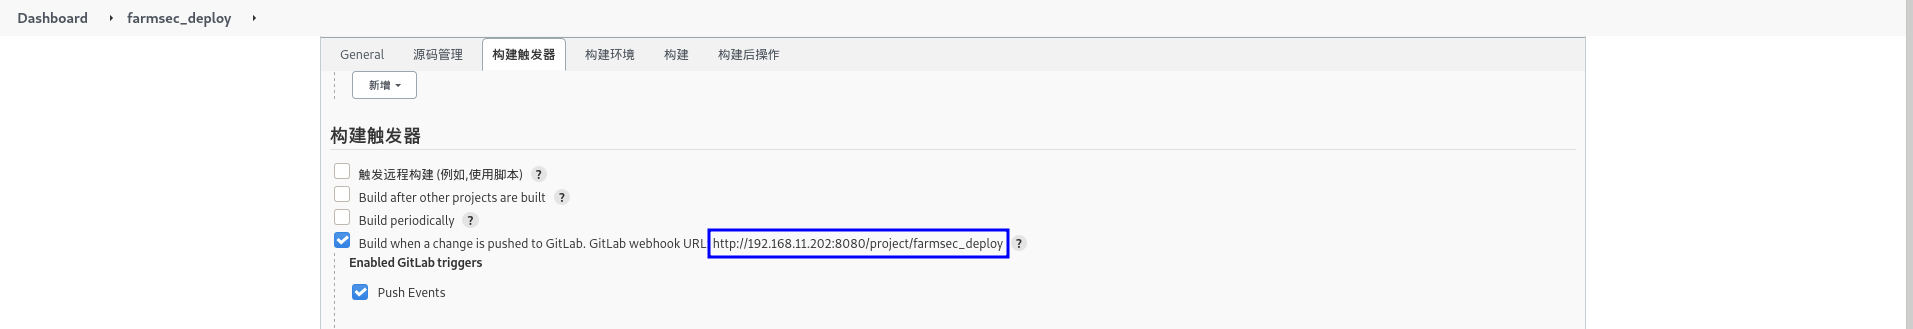 Dashboard farmsec_deploy
General 源码管理 构建触发器 构建环境 构建 构建后操作
新增
构建触发器
触发远程构建 (例如,使用脚本) ?
Build after other projects are built ?
Build periodically ?
Build when a change is pushed to GitLab. GitLab webhook URL http://192.168.11.202:8080/project/farmsec_deploy ?
Enabled GitLab triggers
Push Events